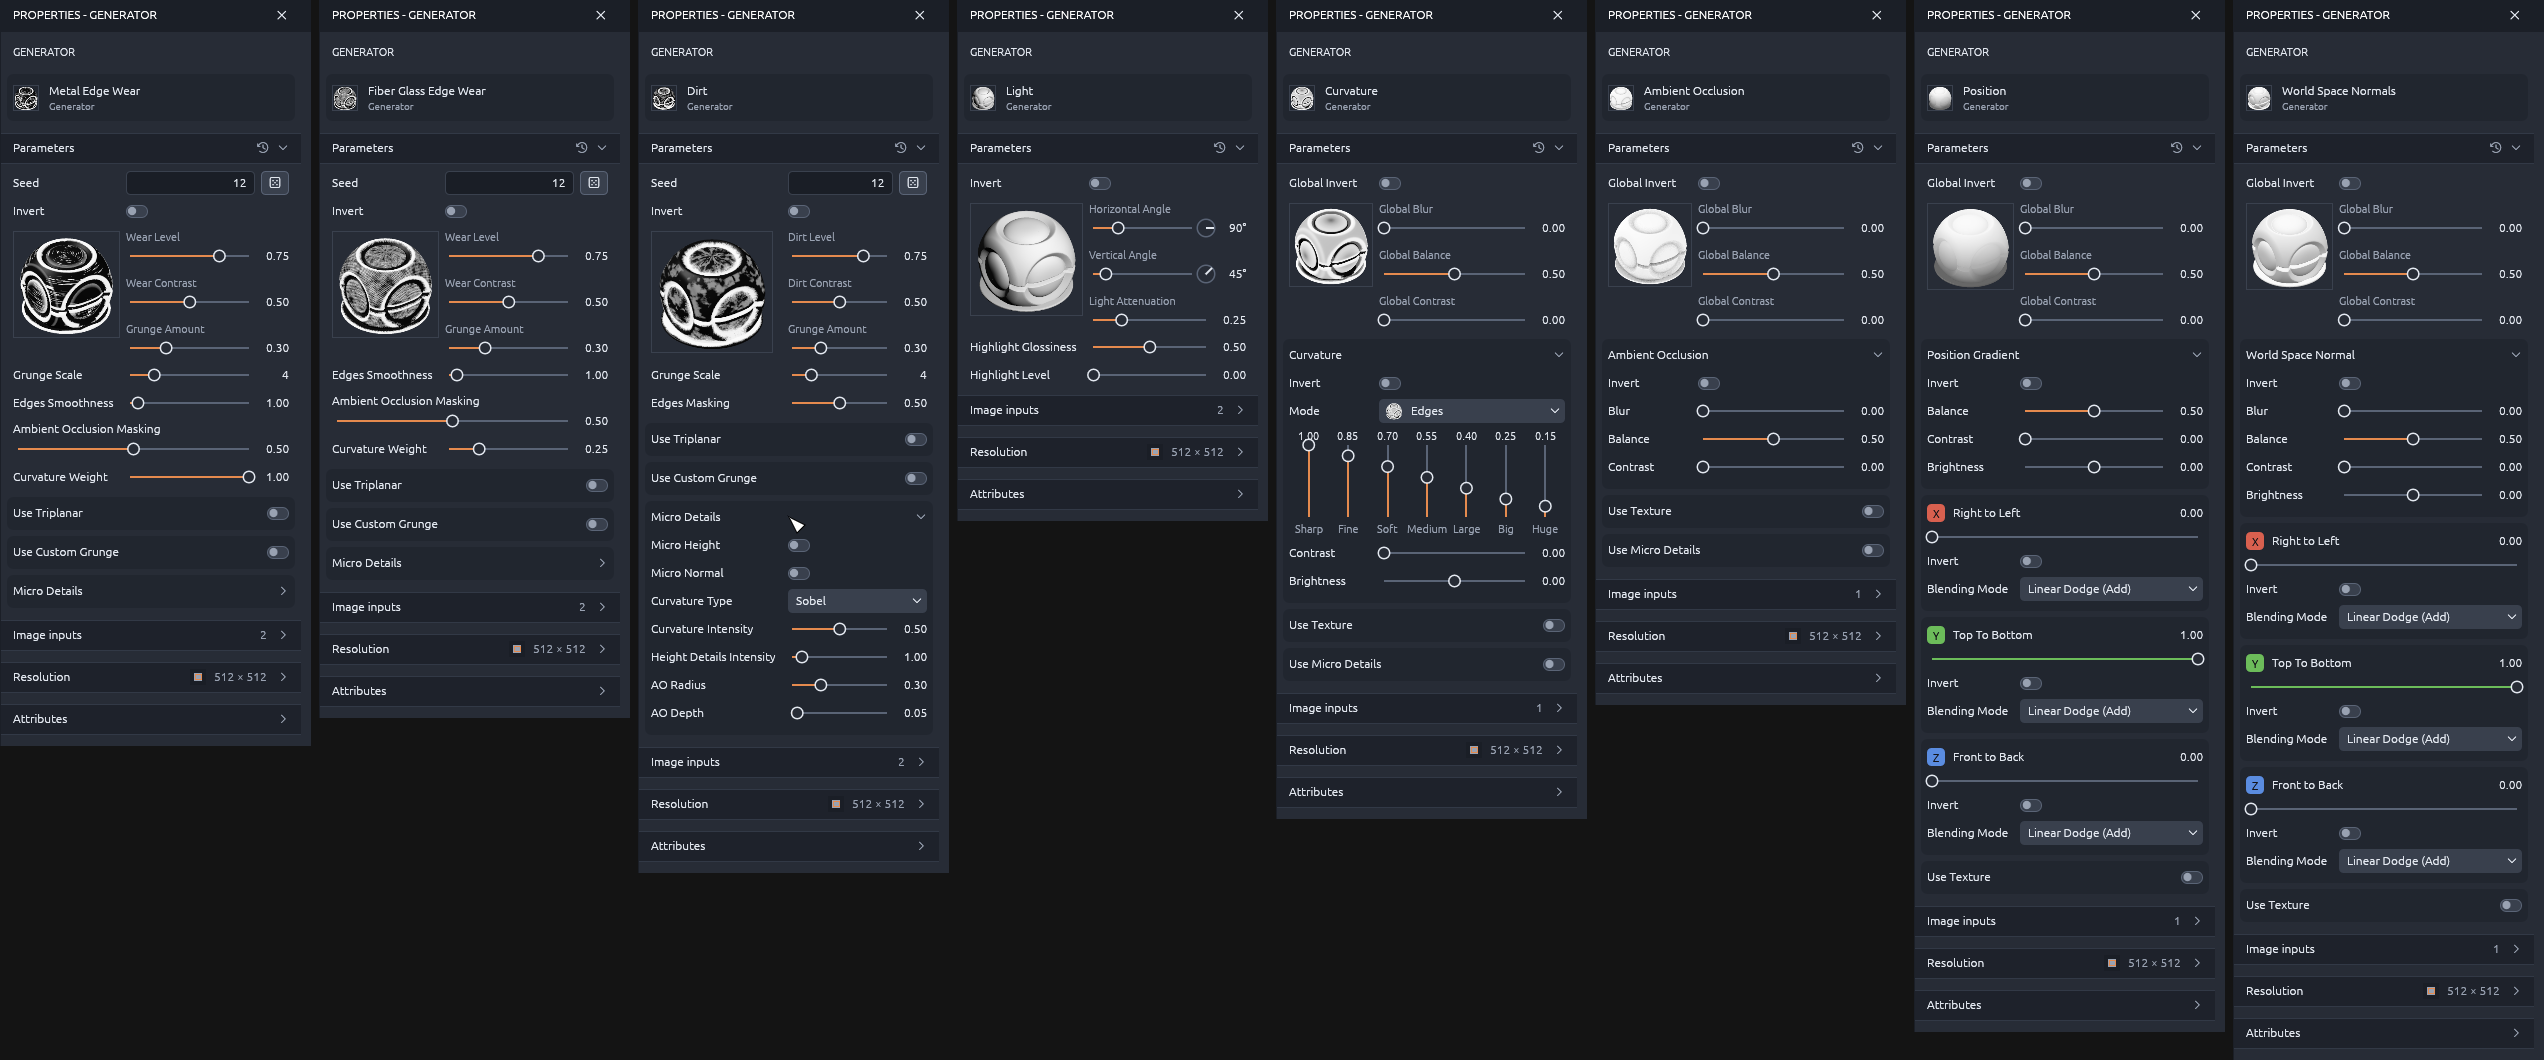 PROPERTIES - GENERATOR
GENERATOR
Metal Edge Wear
Generator
Parameters
Seed 12
Invert
Wear Level
0.75
Wear Contrast
0.50
Grunge Amount
0.30
Grunge Scale 4
Edges Smoothness 1.00
Ambient Occlusion Masking
0.50
Curvature Weight 1.00
Use Triplanar
Use Custom Grunge
Micro Details
Image inputs 2
Resolution 512 × 512
Attributes
PROPERTIES - GENERATOR
GENERATOR
Fiber Glass Edge Wear
Generator
Parameters
Seed 12
Invert
Wear Level
0.75
Wear Contrast
0.50
Grunge Amount
0.30
Edges Smoothness 1.00
Ambient Occlusion Masking
0.50
Curvature Weight 0.25
Use Triplanar
Use Custom Grunge
Micro Details
Image inputs 2
Resolution 512 × 512
Attributes
PROPERTIES - GENERATOR
GENERATOR
Dirt
Generator
Parameters
Seed 12
Invert
Dirt Level
0.75
Dirt Contrast
0.50
Grunge Amount
0.30
Grunge Scale 4
Edges Masking 0.50
Use Triplanar
Use Custom Grunge
Micro Details
Micro Height
Micro Normal
Curvature Type Sobel
Curvature Intensity 0.50
Height Details Intensity 1.00
AO Radius 0.30
AO Depth 0.05
Image inputs 2
Resolution 512 × 512
Attributes
PROPERTIES - GENERATOR
GENERATOR
Light
Generator
Parameters
Invert
Horizontal Angle
90°
Vertical Angle
45°
Light Attenuation
0.25
Highlight Glossiness 0.50
Highlight Level 0.00
Image inputs 2
Resolution 512 × 512
Attributes
PROPERTIES - GENERATOR
GENERATOR
Curvature
Generator
Parameters
Global Invert
Global Blur
0.00
Global Balance
0.50
Global Contrast
0.00
Curvature
Invert
Mode Edges
1.00 0.85 0.70 0.55 0.40 0.25 0.15
Sharp Fine Soft Medium Large Big Huge
Contrast 0.00
Brightness 0.00
Use Texture
Use Micro Details
Image inputs 1
Resolution 512 × 512
Attributes
PROPERTIES - GENERATOR
GENERATOR
Ambient Occlusion
Generator
Parameters
Global Invert
Global Blur
0.00
Global Balance
0.50
Global Contrast
0.00
Ambient Occlusion
Invert
Blur 0.00
Balance 0.50
Contrast 0.00
Use Texture
Use Micro Details
Image inputs 1
Resolution 512 × 512
Attributes
PROPERTIES - GENERATOR
GENERATOR
Position
Generator
Parameters
Global Invert
Global Blur
0.00
Global Balance
0.50
Global Contrast
0.00
Position Gradient
Invert
Balance 0.50
Contrast 0.00
Brightness 0.00
X Right to Left 0.00
Invert
Blending Mode Linear Dodge (Add)
Y Top To Bottom 1.00
Invert
Blending Mode Linear Dodge (Add)
Z Front to Back 0.00
Invert
Blending Mode Linear Dodge (Add)
Use Texture
Image inputs 1
Resolution 512 × 512
Attributes
PROPERTIES - GENERATOR
GENERATOR
World Space Normals
Generator
Parameters
Global Invert
Global Blur
0.00
Global Balance
0.50
Global Contrast
0.00
World Space Normal
Invert
Blur 0.00
Balance 0.50
Contrast 0.00
Brightness 0.00
X Right to Left 0.00
Invert
Blending Mode Linear Dodge (Add)
Y Top To Bottom 1.00
Invert
Blending Mode Linear Dodge (Add)
Z Front to Back 0.00
Invert
Blending Mode Linear Dodge (Add)
Use Texture
Image inputs 1
Resolution 512 × 512
Attributes